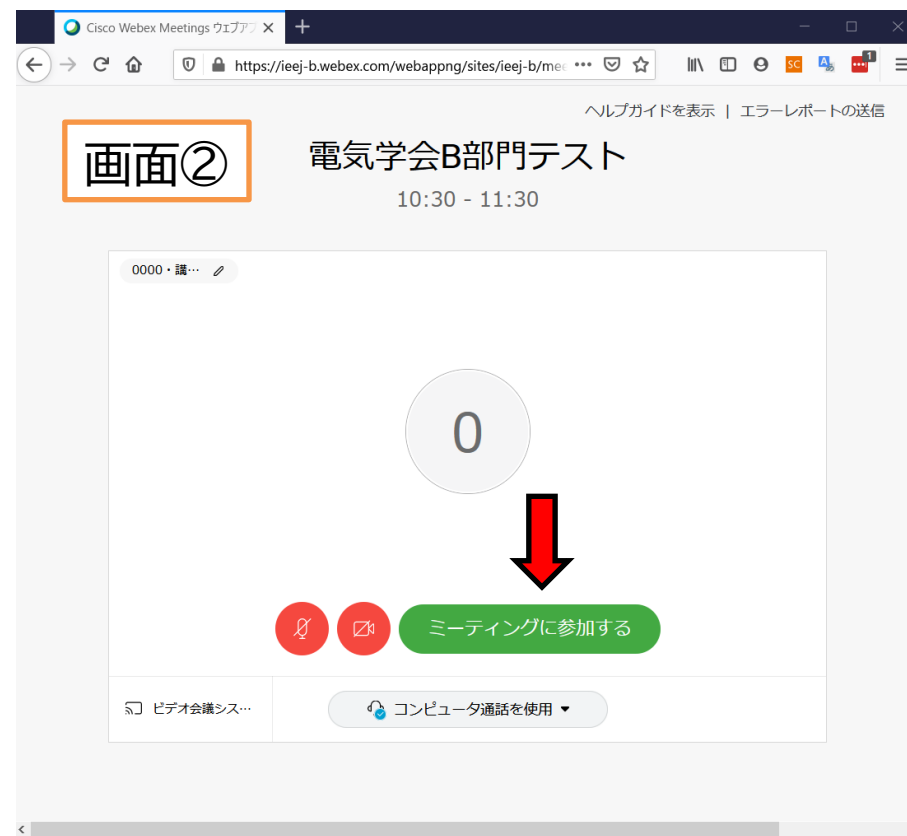 Cisco Webex Meetings ウェブアプ
https://ieej-b.webex.com/webappng/sites/ieej-b/mee
SC
1
ヘルプガイドを表示 | エラーレポートの送信
画面②
電気学会B部門テスト
10:30 - 11:30
0000・講…
0
ミーティングに参加する
ビデオ会議シス…
コンピュータ通話を使用